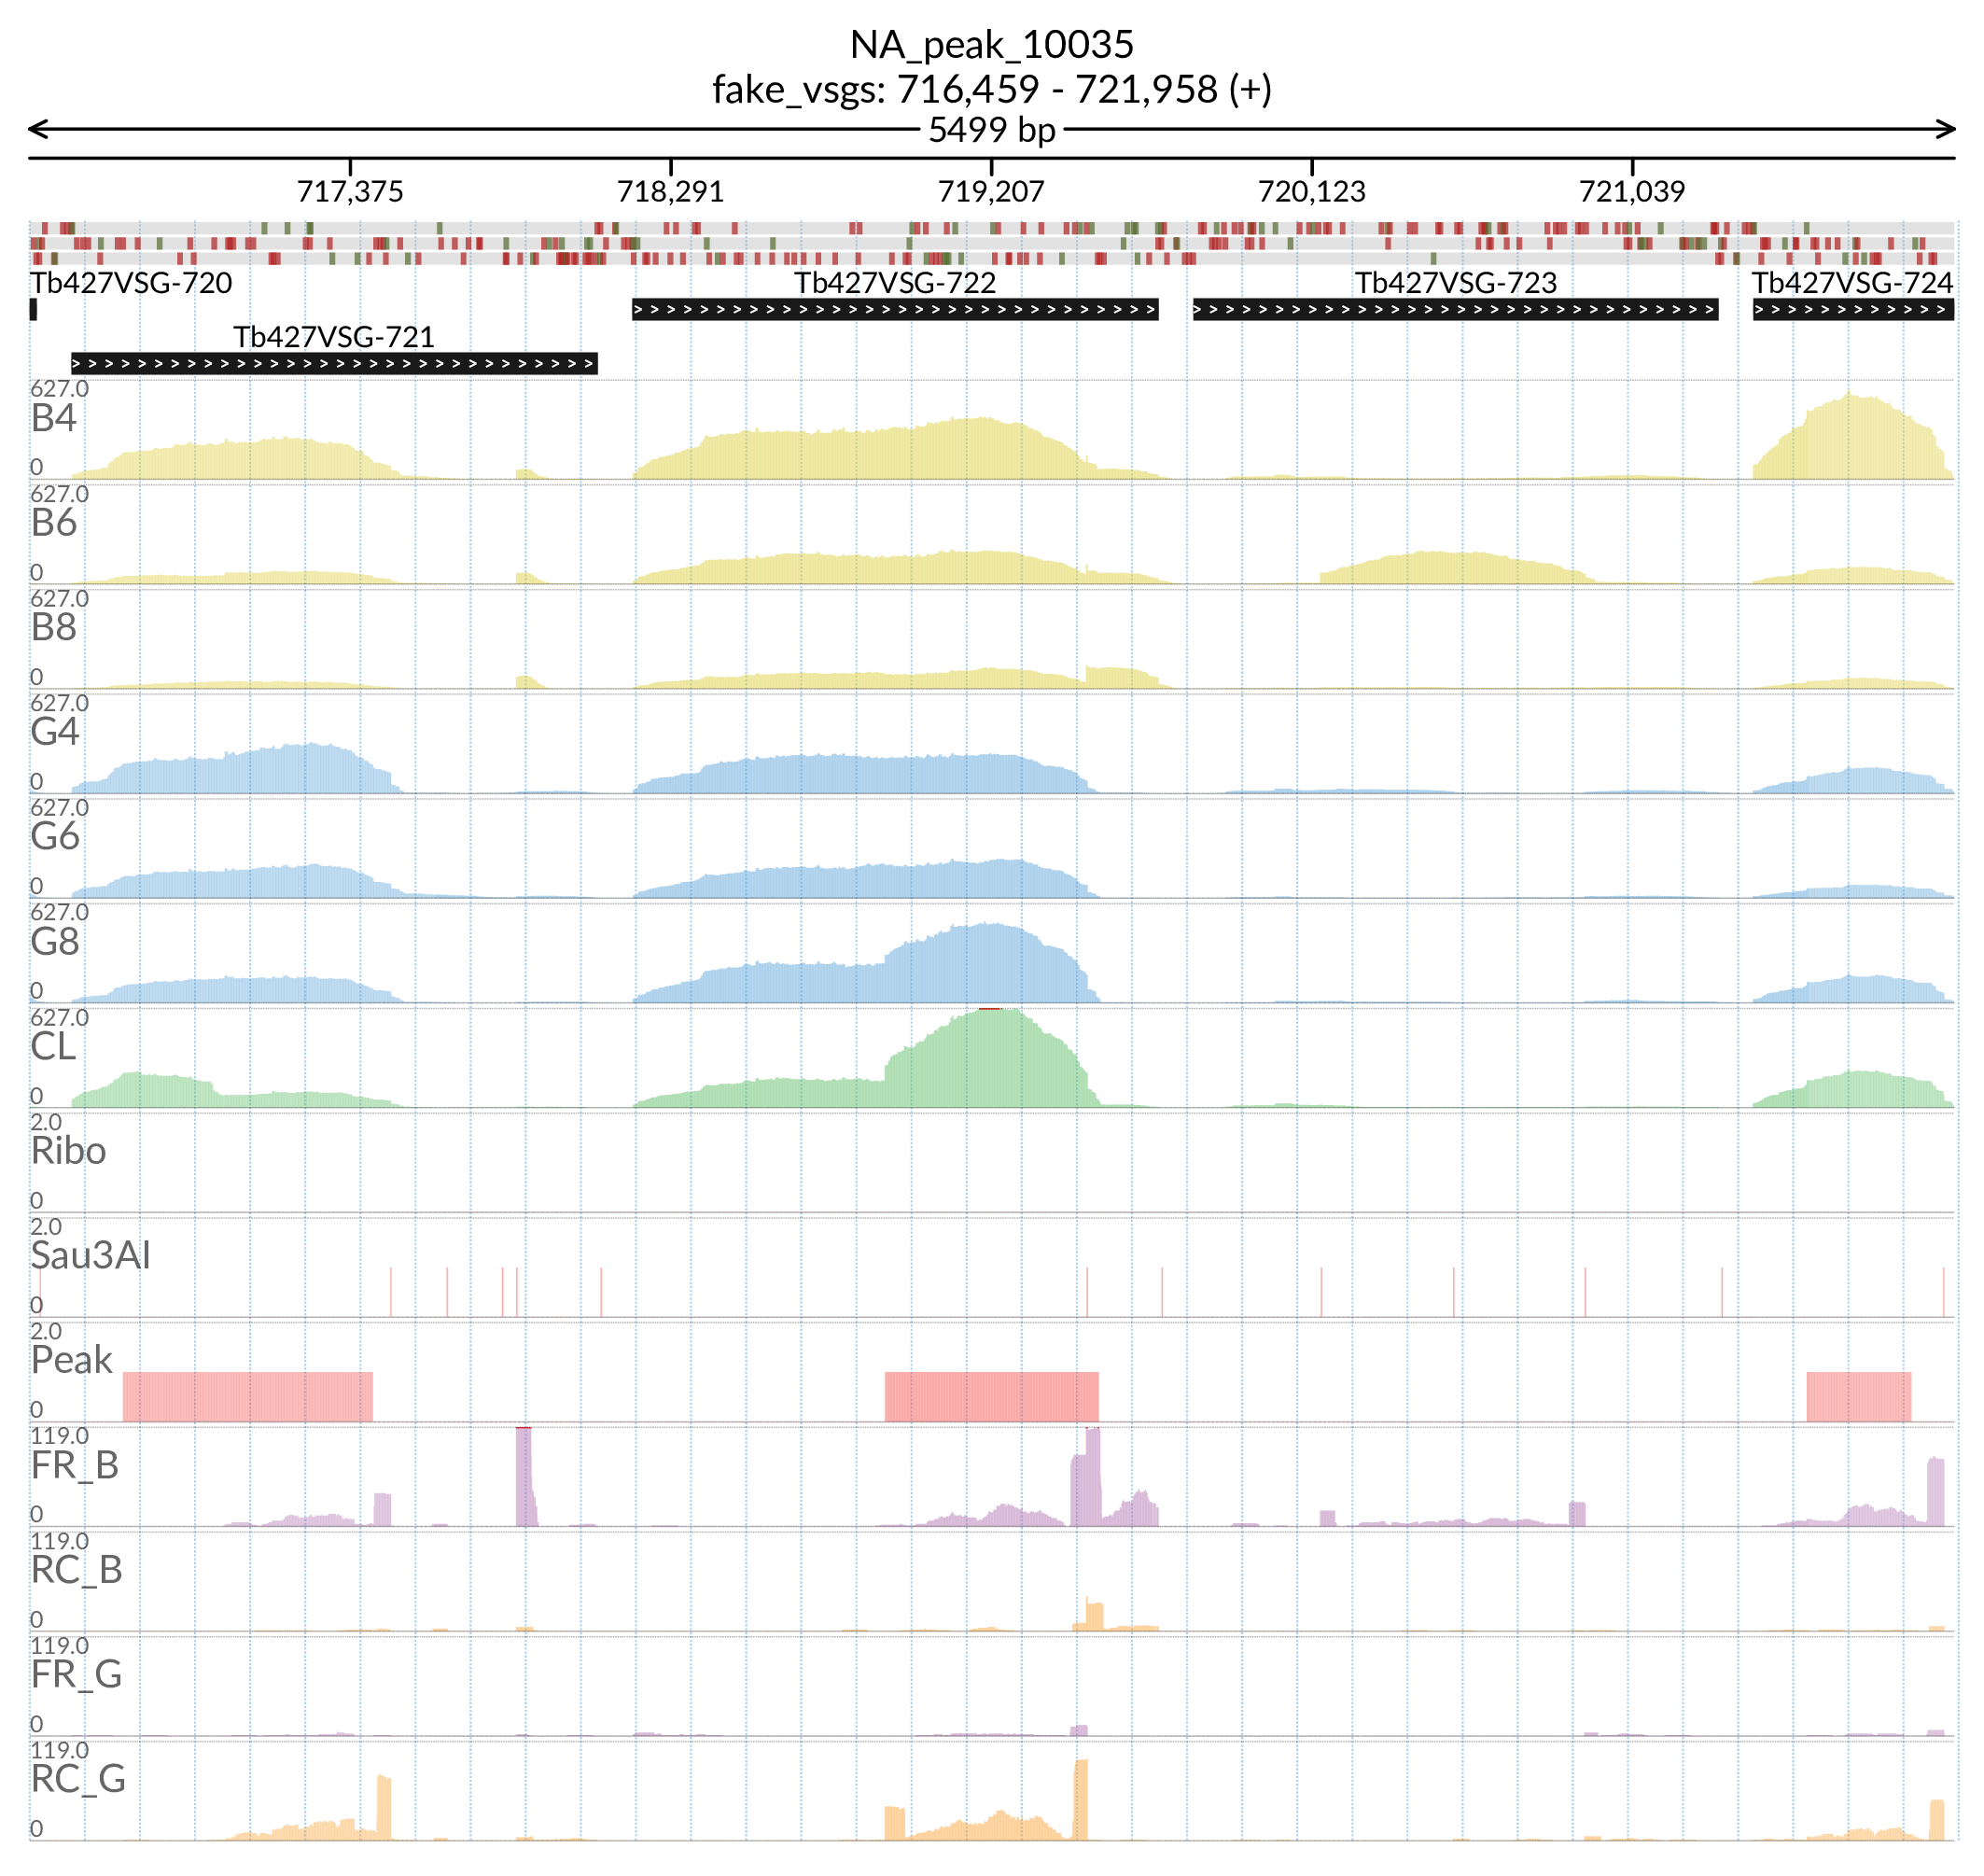 NA_peak_10035
fake_vsgs: 716,459 - 721,958 (+)
5499 bp
717,375 718,291 719,207 720,123 721,039
Tb427VSG-720 Tb427VSG-722 Tb427VSG-723 Tb427VSG-724
Tb427VSG-721
627.0
B4
0
627.0
B6
0
627.0
B8
0
627.0
G4
0
627.0
G6
0
627.0
G8
0
627.0
CL
0
2.0
Ribo
0
2.0
Sau3AI
0
2.0
Peak
0
119.0
FR_B
0
119.0
RC_B
0
119.0
FR_G
0
119.0
RC_G
0